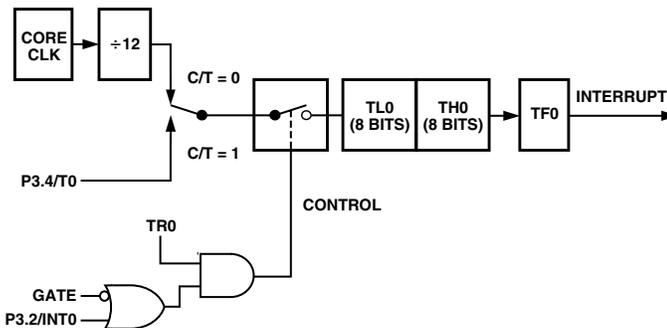 CORE
CLK
÷12
C/T = 0
C/T = 1
P3.4/T0
TL0
(8 BITS)
TH0
(8 BITS)
TF0
INTERRUPT
CONTROL
TR0
GATE
P3.2/INT0